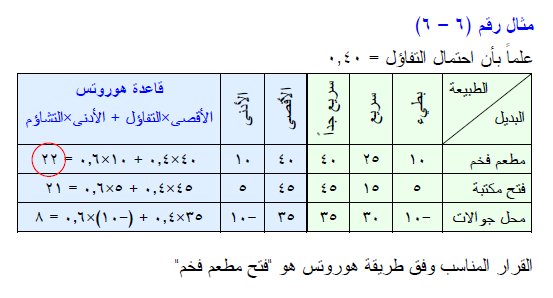 مثال رقم (٦ – ٦)
علماً بأن احتمال التفاؤل = ٠,٤٠
الطبيعة البديل بطيء سريع سريع جداً الأقصى الأدنى قاعدة هوروتس الأقصى×التفاؤل + الأدنى×التشاؤم
مطعم فخم ١٠ ٢٥ ٤٠ ٤٠ ١٠ ٤٠×٠,٤ + ١٠×٠,٦ = ٢٢
فتح مكتبة ٥ ١٥ ٤٥ ٤٥ ٥ ٤٥×٠,٤ + ٥×٠,٦ = ٢١
محل جوالات –١٠ ٣٠ ٣٥ ٣٥ –١٠ ٣٥×٠,٤ + (–١٠)×٠,٦ = ٨
القرار المناسب وفق طريقة هوروتس هو "فتح مطعم فخم"